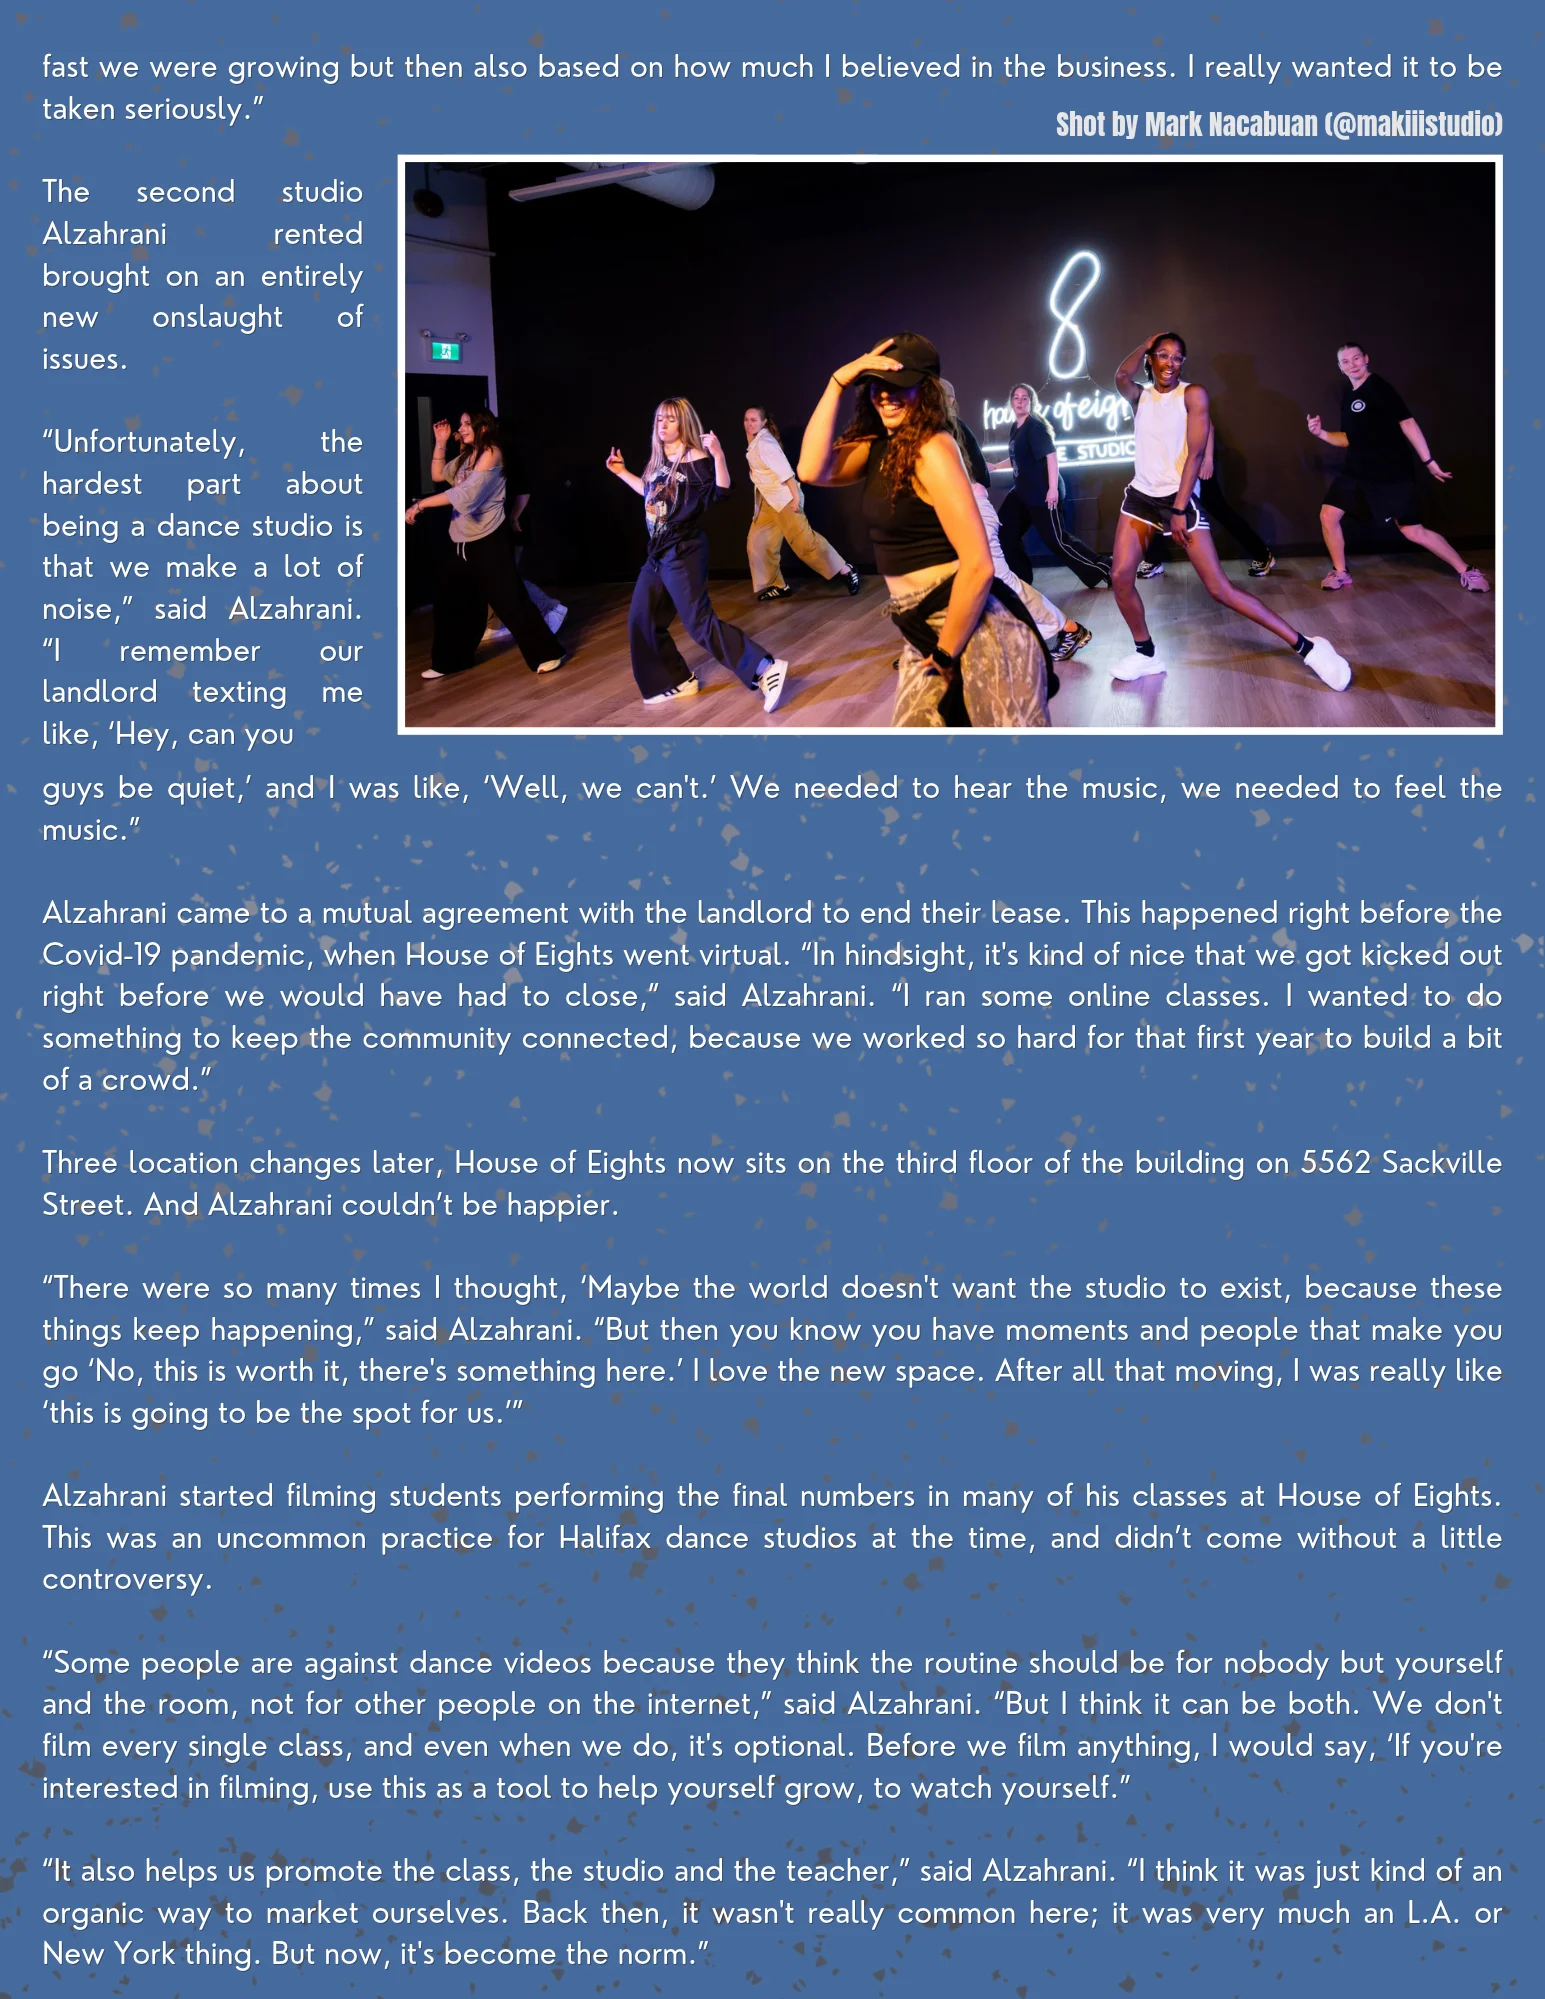 fast we were growing but then also based on how much I believed in the business. I really wanted it to be
taken seriously.”
Shot by Mark Nacabuan (@makiiistudio)
The second studio
Alzahrani rented
brought on an entirely
new onslaught of
issues.
“Unfortunately, the
hardest part about
being a dance studio is
that we make a lot of
noise,” said Alzahrani.
“I remember our
landlord texting me
like, ‘Hey, can you
8
of
STUDIO
guys be quiet,’ and I was like, ‘Well, we can't.’ We needed to hear the music, we needed to feel the
music.”
Alzahrani came to a mutual agreement with the landlord to end their lease. This happened right before the
Covid-19 pandemic, when House of Eights went virtual. “In hindsight, it's kind of nice that we got kicked out
right before we would have had to close,” said Alzahrani. “I ran some online classes. I wanted to do
something to keep the community connected, because we worked so hard for that first year to build a bit
of a crowd.”
Three location changes later, House of Eights now sits on the third floor of the building on 5562 Sackville
Street. And Alzahrani couldn’t be happier.
“There were so many times I thought, ‘Maybe the world doesn't want the studio to exist, because these
things keep happening,” said Alzahrani. “But then you know you have moments and people that make you
go ‘No, this is worth it, there's something here.’ I love the new space. After all that moving, I was really like
‘this is going to be the spot for us.’”
Alzahrani started filming students performing the final numbers in many of his classes at House of Eights.
This was an uncommon practice for Halifax dance studios at the time, and didn’t come without a little
controversy.
“Some people are against dance videos because they think the routine should be for nobody but yourself
and the room, not for other people on the internet,” said Alzahrani. “But I think it can be both. We don't
film every single class, and even when we do, it's optional. Before we film anything, I would say, ‘If you're
interested in filming, use this as a tool to help yourself grow, to watch yourself.”
“It also helps us promote the class, the studio and the teacher,” said Alzahrani. “I think it was just kind of an
organic way to market ourselves. Back then, it wasn't really common here; it was very much an L.A. or
New York thing. But now, it's become the norm.”